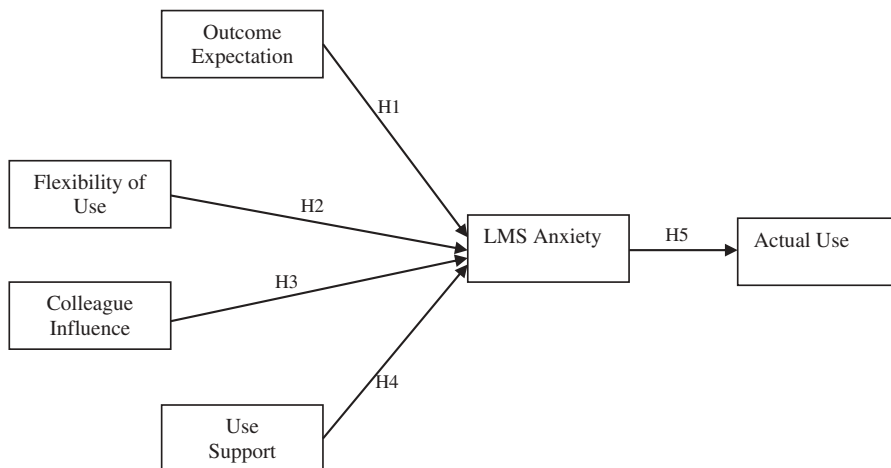 Outcome
Expectation
H1
Flexibility of
Use
H2
LMS Anxiety
H5
Actual Use
Colleague
Influence
H3
H4
Use
Support